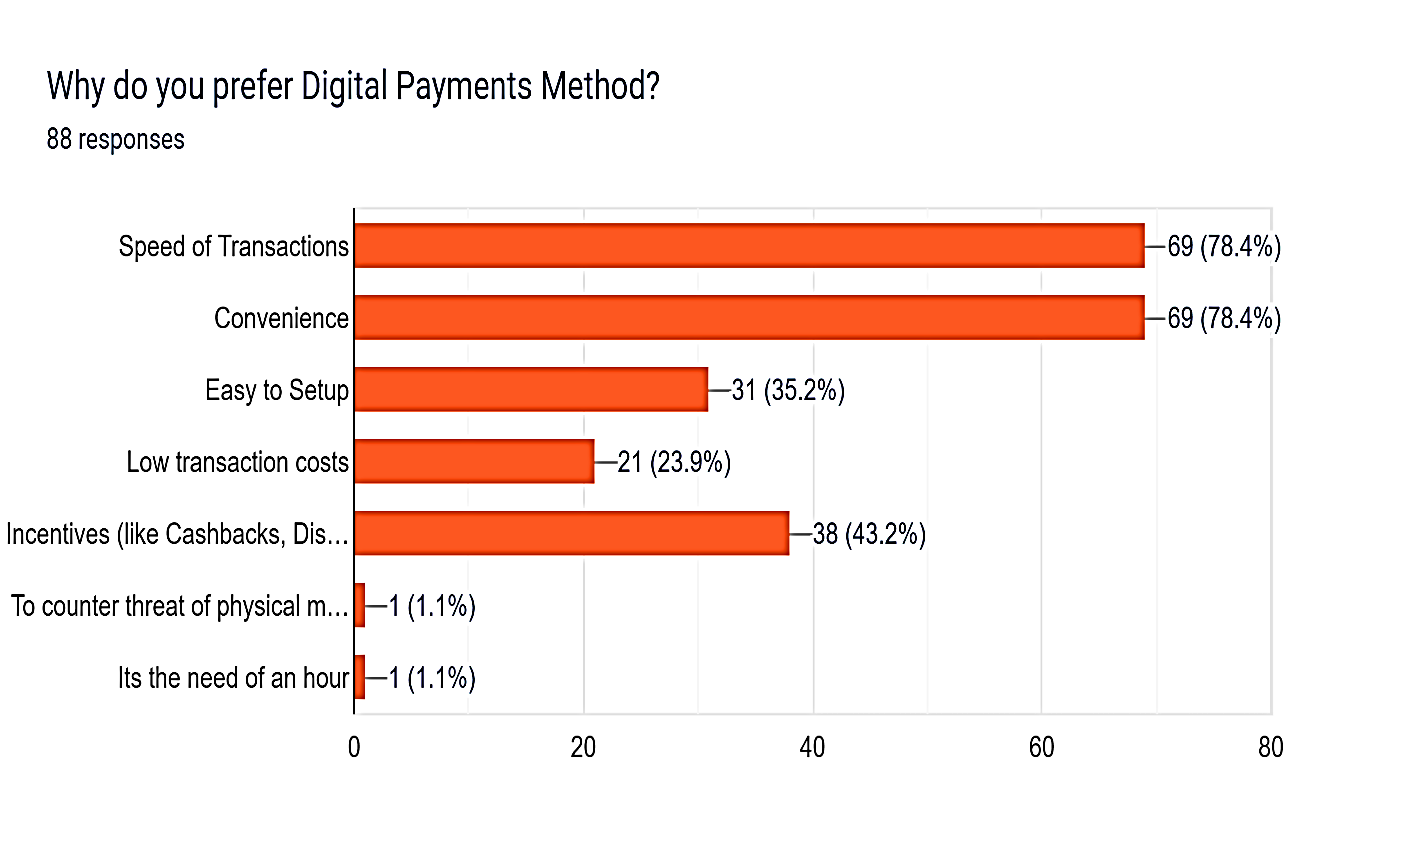 Why do you prefer Digital Payments Method?
88 responses
Speed of Transactions 69 (78.4%)
Convenience 69 (78.4%)
Easy to Setup 31 (35.2%)
Low transaction costs 21 (23.9%)
Incentives (like Cashbacks, Dis... 38 (43.2%)
To counter threat of physical m... 1 (1.1%)
Its the need of an hour 1 (1.1%)
0 20 40 60 80